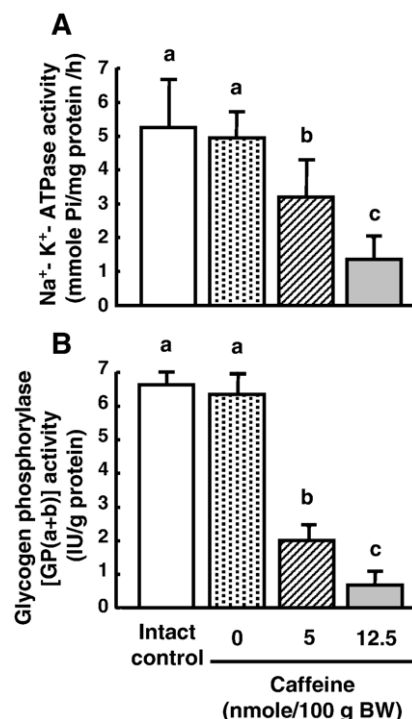 A
Na+- K+- ATPase activity
(mmole Pi/mg protein /h)
7
6
5
4
3
2
1
0
a
a
b
c
B
Glycogen phosphorylase
[GP(a+b)] activity
(IU/g protein)
7
6
5
4
3
2
1
0
a
a
b
c
Intact
control
0 5 12.5
Caffeine
(nmole/100 g BW)